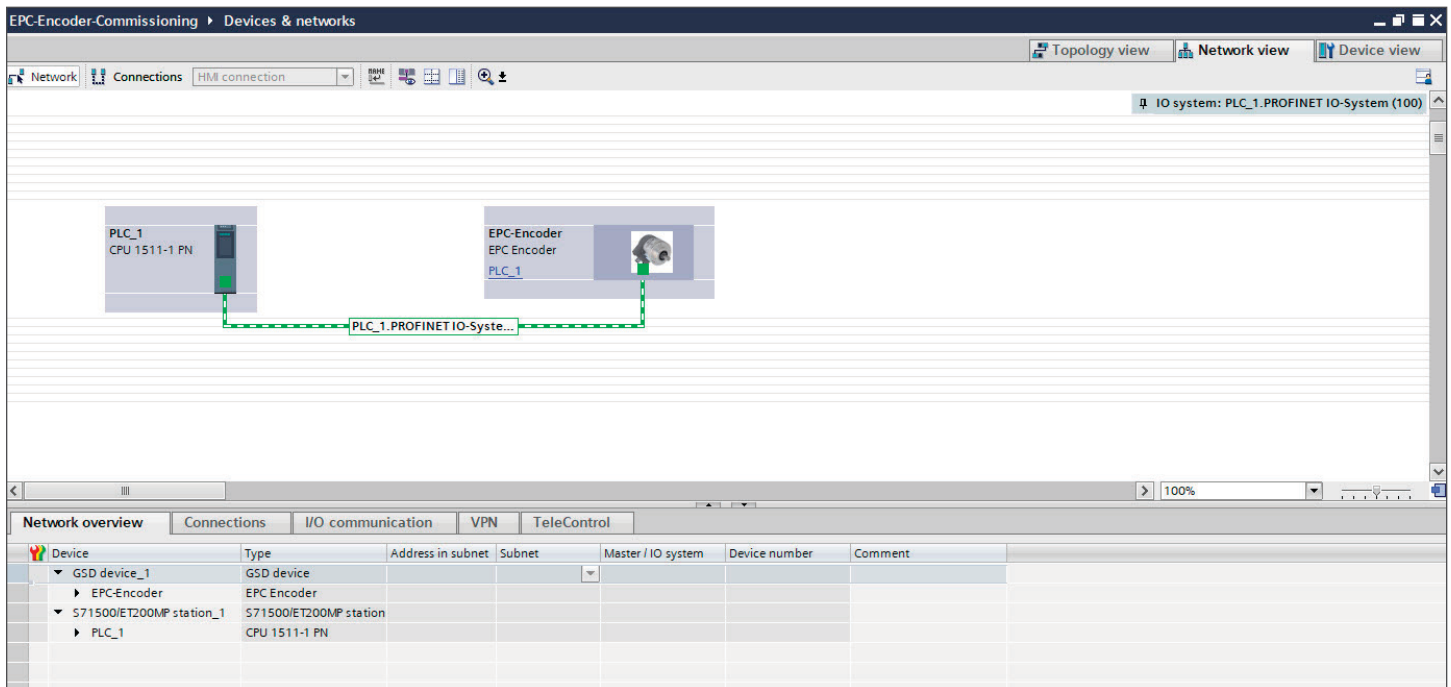 EPC-Encoder-Commissioning ▸ Devices & networks
Topology view Network view Device view
Network Connections HMI connection
IO system: PLC_1.PROFINET IO-System (100)
PLC_1
CPU 1511-1 PN
EPC-Encoder
EPC Encoder
PLC_1
PLC_1.PROFINET IO-Syste...
100%
Network overview Connections I/O communication VPN TeleControl
Device Type Address in subnet Subnet Master / IO system Device number Comment
GSD device_1 GSD device
EPC-Encoder EPC Encoder
S71500/ET200MP station_1 S71500/ET200MP station
PLC_1 CPU 1511-1 PN